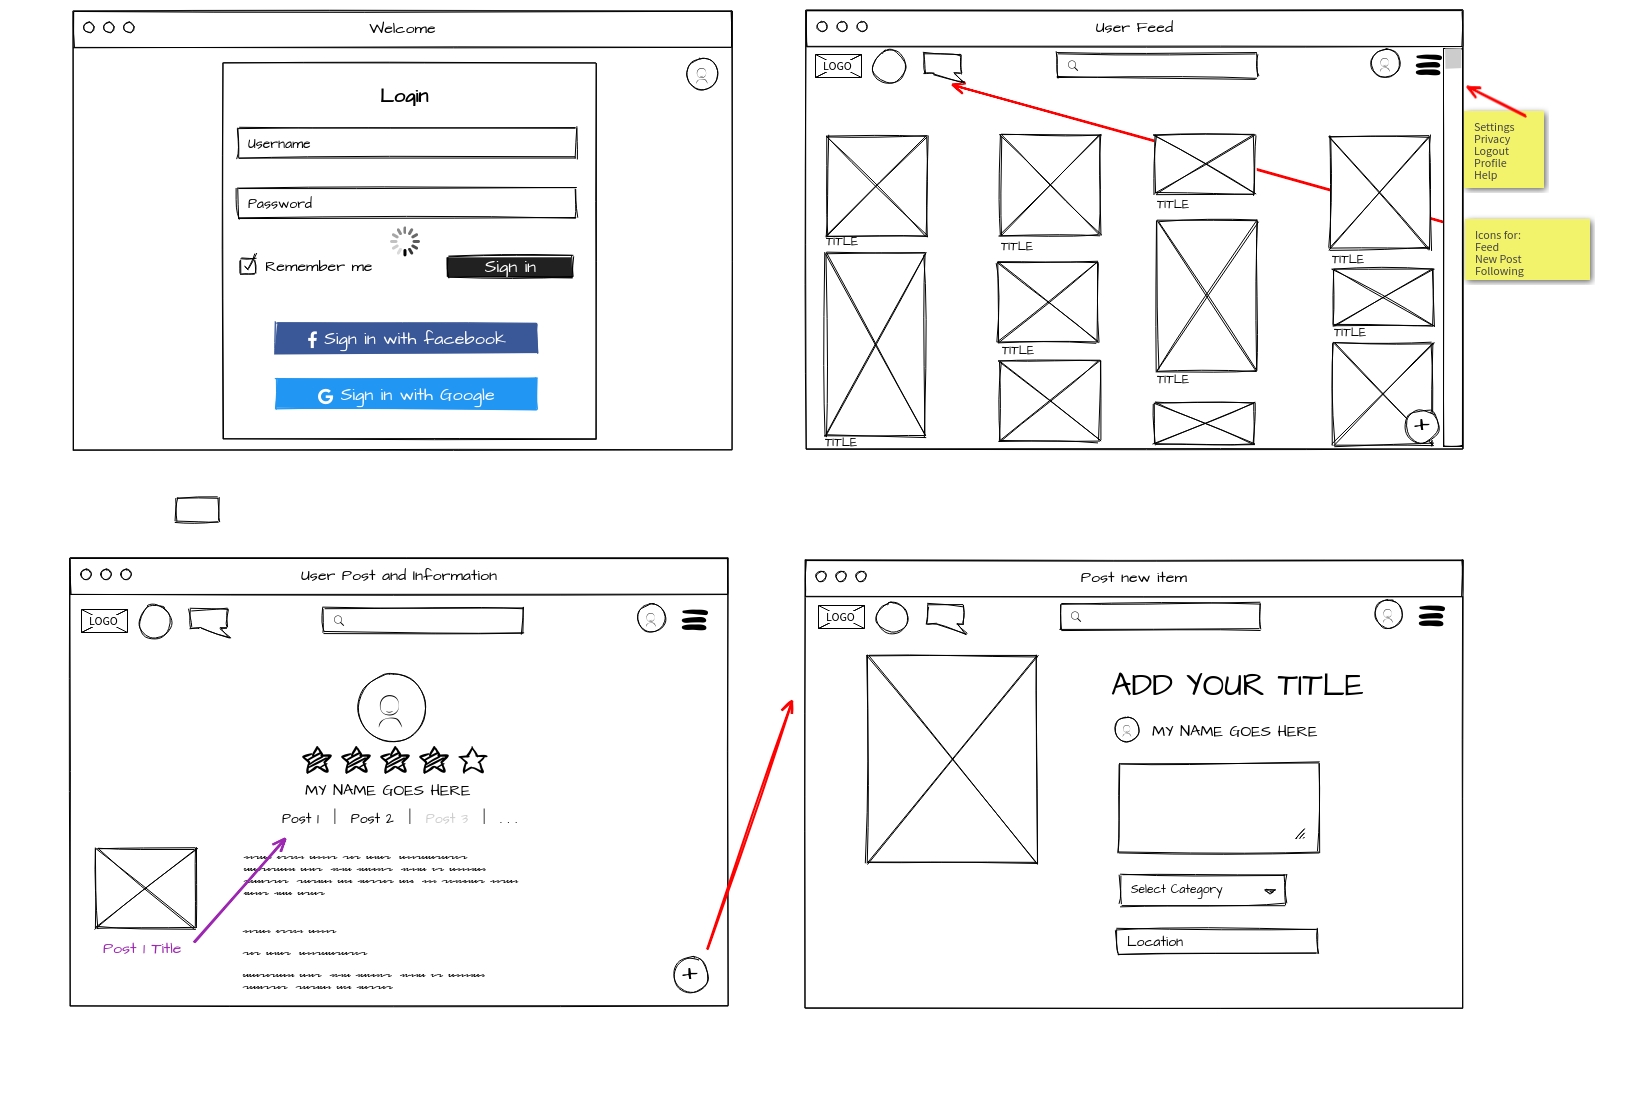 Welcome
Login
Username
Password
Remember me
Sign in
Sign in with facebook
G Sign in with Google
User Feed
LOGO
TITLE
TITLE
TITLE
TITLE
TITLE
TITLE
TITLE
TITLE
Settings
Privacy
Logout
Profile
Help
Icons for:
Feed
New Post
Following
User Post and Information
LOGO
MY NAME GOES HERE
Post 1 | Post 2 | Post 3 | ...
Post 1 Title
Post new item
LOGO
ADD YOUR TITLE
MY NAME GOES HERE
Select Category
Location